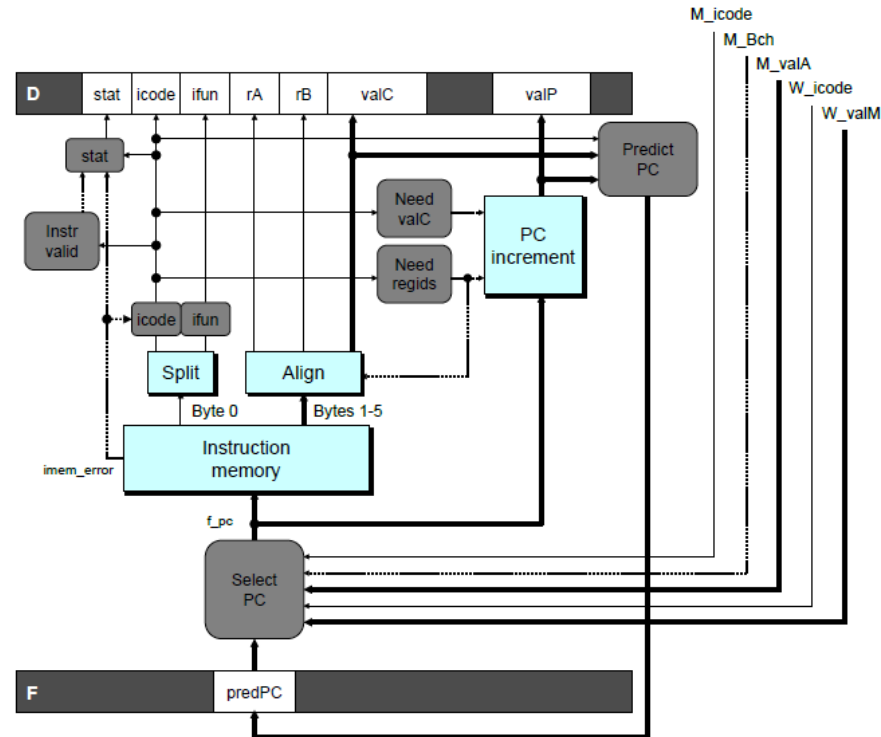 M_icode
M_Bch
M_valA
W_icode
W_valM
D
stat
icode
ifun
rA
rB
valC
valP
stat
Predict
PC
Need
valC
Instr
valid
PC
increment
Need
regids
icode
ifun
Split
Align
Byte 0
Bytes 1-5
Instruction
memory
imem_error
f_pc
Select
PC
F
predPC